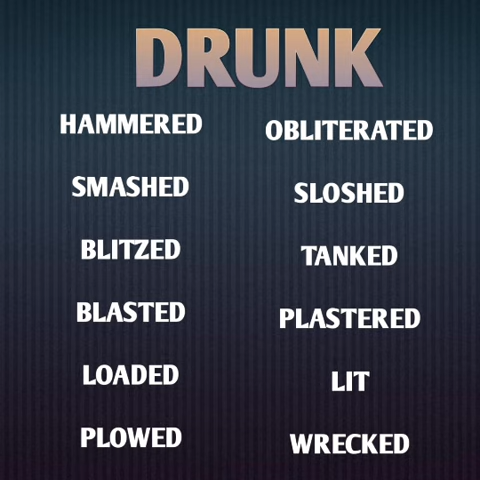 DRUNK
HAMMERED
SMASHED
BLITZED
BLASTED
LOADED
PLOWED
OBLITERATED
SLOSHED
TANKED
PLASTERED
LIT
WRECKED